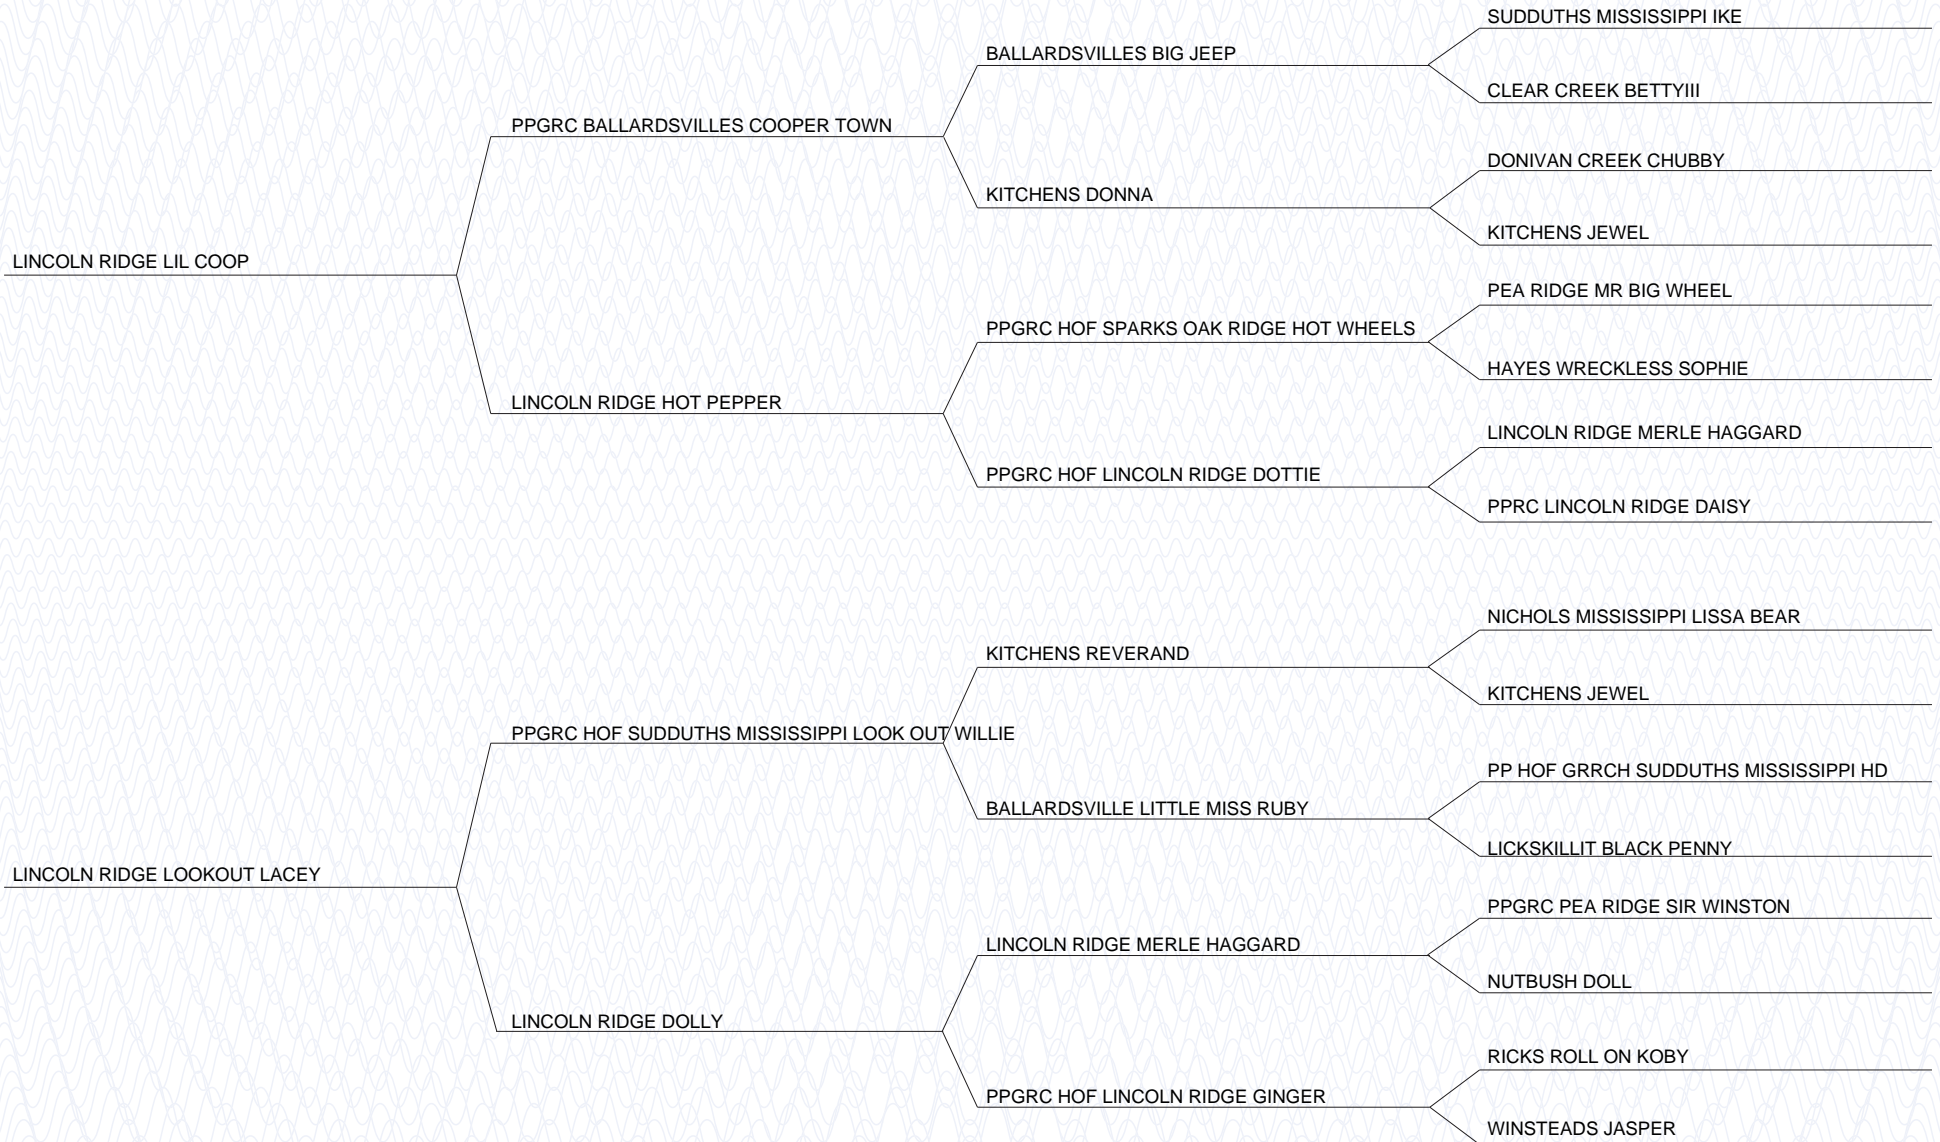 SUDDUTHS MISSISSIPPI IKE
BALLARDSVILLES BIG JEEP
CLEAR CREEK BETTYIII
PPGRC BALLARDSVILLES COOPER TOWN
DONIVAN CREEK CHUBBY
KITCHENS DONNA
KITCHENS JEWEL
LINCOLN RIDGE LIL COOP
PEA RIDGE MR BIG WHEEL
PPGRC HOF SPARKS OAK RIDGE HOT WHEELS
HAYES WRECKLESS SOPHIE
LINCOLN RIDGE HOT PEPPER
LINCOLN RIDGE MERLE HAGGARD
PPGRC HOF LINCOLN RIDGE DOTTIE
PPRC LINCOLN RIDGE DAISY
NICHOLS MISSISSIPPI LISSA BEAR
KITCHENS REVERAND
KITCHENS JEWEL
PPGRC HOF SUDDUTHS MISSISSIPPI LOOK OUT WILLIE
PP HOF GRRCH SUDDUTHS MISSISSIPPI HD
BALLARDSVILLE LITTLE MISS RUBY
LICKSKILLIT BLACK PENNY
LINCOLN RIDGE LOOKOUT LACEY
PPGRC PEA RIDGE SIR WINSTON
LINCOLN RIDGE MERLE HAGGARD
NUTBUSH DOLL
LINCOLN RIDGE DOLLY
RICKS ROLL ON KOBY
PPGRC HOF LINCOLN RIDGE GINGER
WINSTEADS JASPER